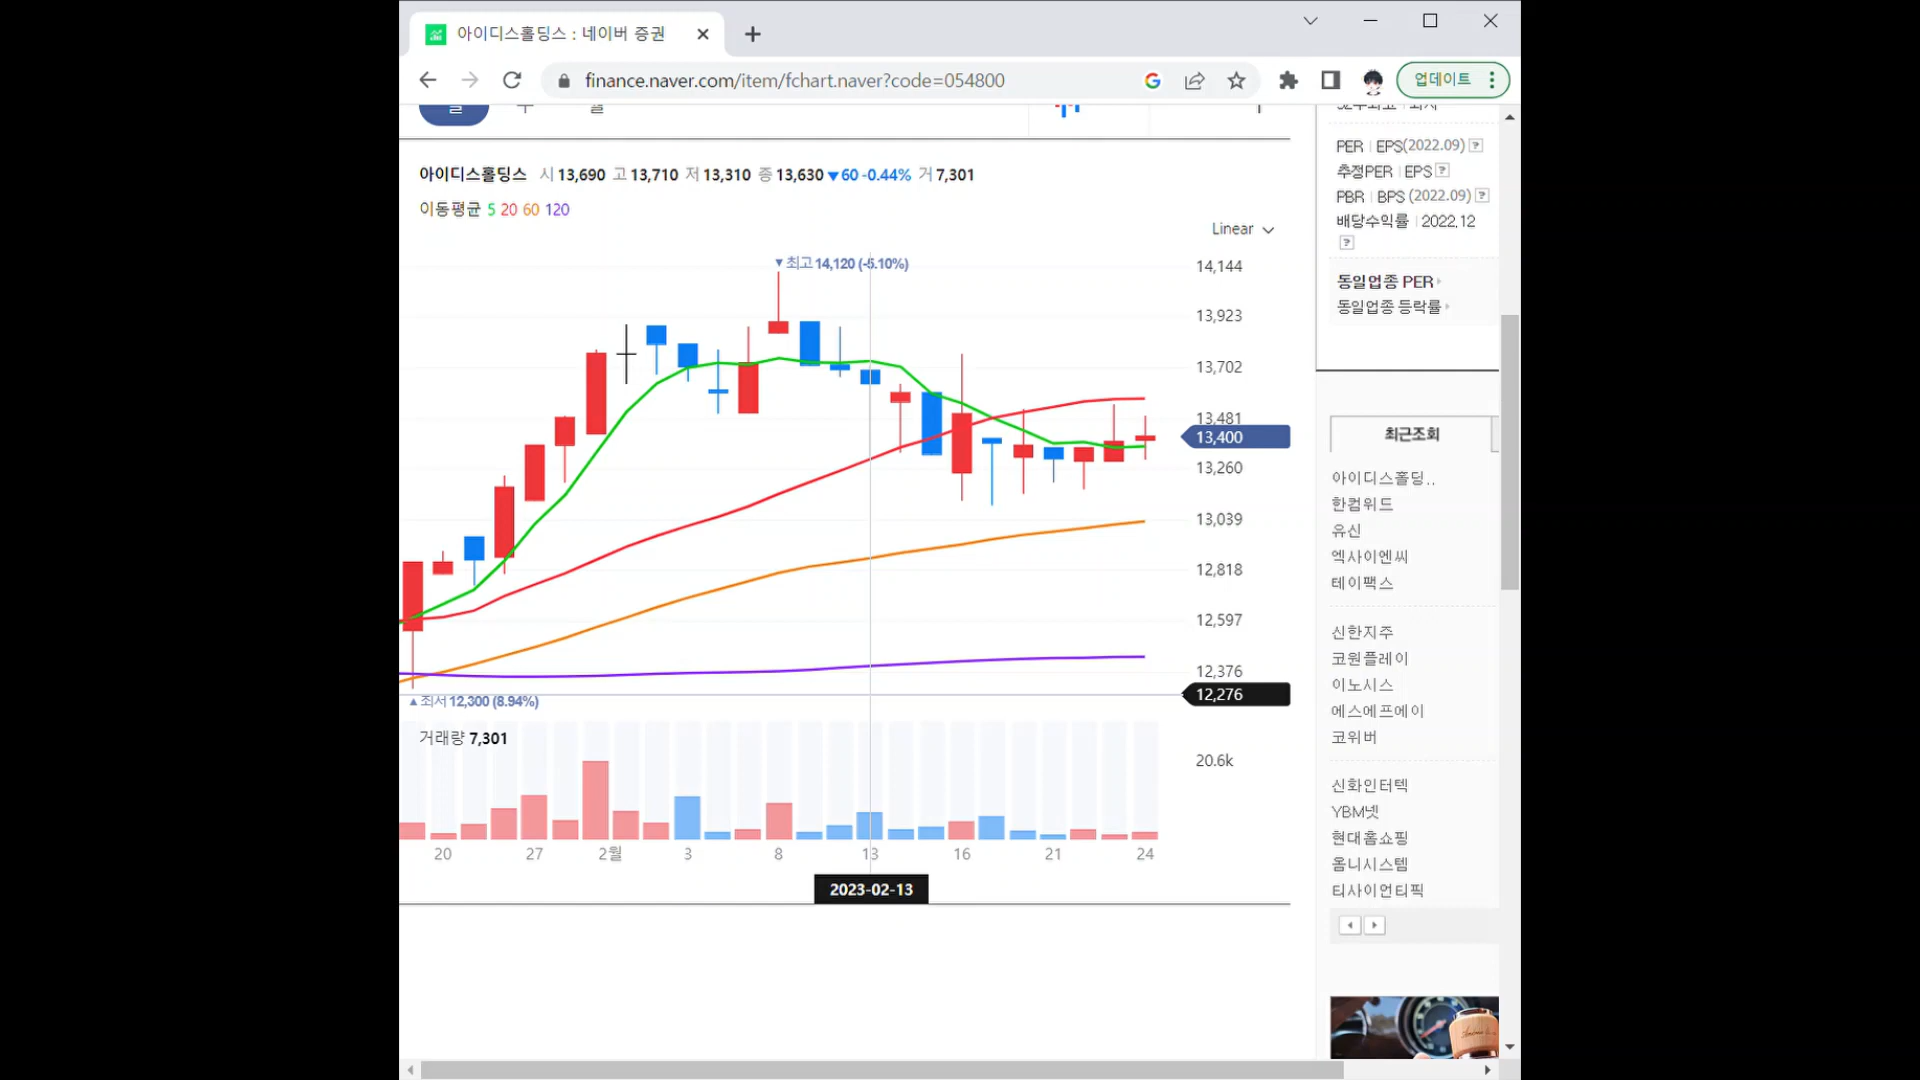 아이디스홀딩스 : 네이버 증권
finance.naver.com/item/fchart.naver?code=054800
업데이트
일 주 월
아이디스홀딩스 시 13,690 고 13,710 저 13,310 종 13,630 ▼60 -0.44% 거 7,301
이동평균 5 20 60 120
Linear
▼최고 14,120 (-5.10%)
14,144
13,923
13,702
13,481
13,400
13,260
13,039
12,818
12,597
12,376
12,276
▲최저 12,300 (8.94%)
거래량 7,301
20.6k
20 27 2월 3 8 13 16 21 24
2023-02-13
52주최고 최저
PER EPS(2022.09) ?
추정PER EPS ?
PBR BPS (2022.09) ?
배당수익률 2022.12
?
동일업종 PER
동일업종 등락률
최근조회
아이디스홀딩..
한컴위드
유신
엑사이엔씨
테이팩스
신한지주
코원플레이
이노시스
에스에프에이
코위버
신화인터텍
YBM넷
현대홈쇼핑
옴니시스템
티사이언티픽